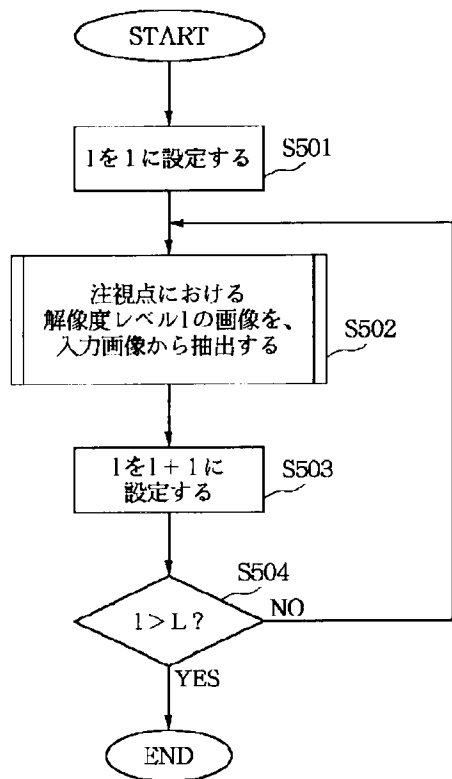 START
lを1に設定する
S501
注視点における
解像度レベルlの画像を、
入力画像から抽出する
S502
lをl+1に
設定する
S503
S504
l>L?
NO
YES
END